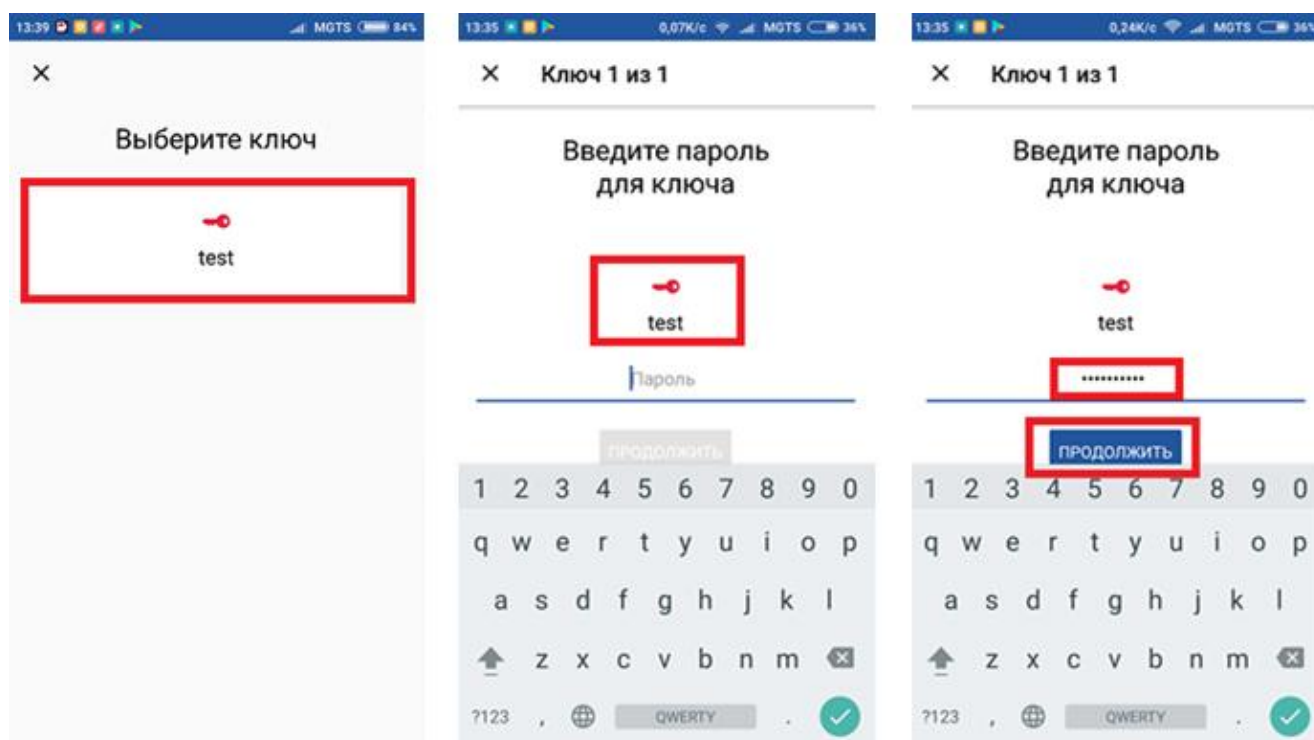 13:39 MGTS 84%
Выберите ключ
test
13:35 0,07K/c MGTS 36%
Ключ 1 из 1
Введите пароль
для ключа
test
Пароль
ПРОДОЛЖИТЬ
1 2 3 4 5 6 7 8 9 0
q w e r t y u i o p
a s d f g h j k l
z x c v b n m
?123 , QWERTY .
13:35 0,24K/c MGTS 36%
Ключ 1 из 1
Введите пароль
для ключа
test
••••••••••
ПРОДОЛЖИТЬ
1 2 3 4 5 6 7 8 9 0
q w e r t y u i o p
a s d f g h j k l
z x c v b n m
?123 , QWERTY .